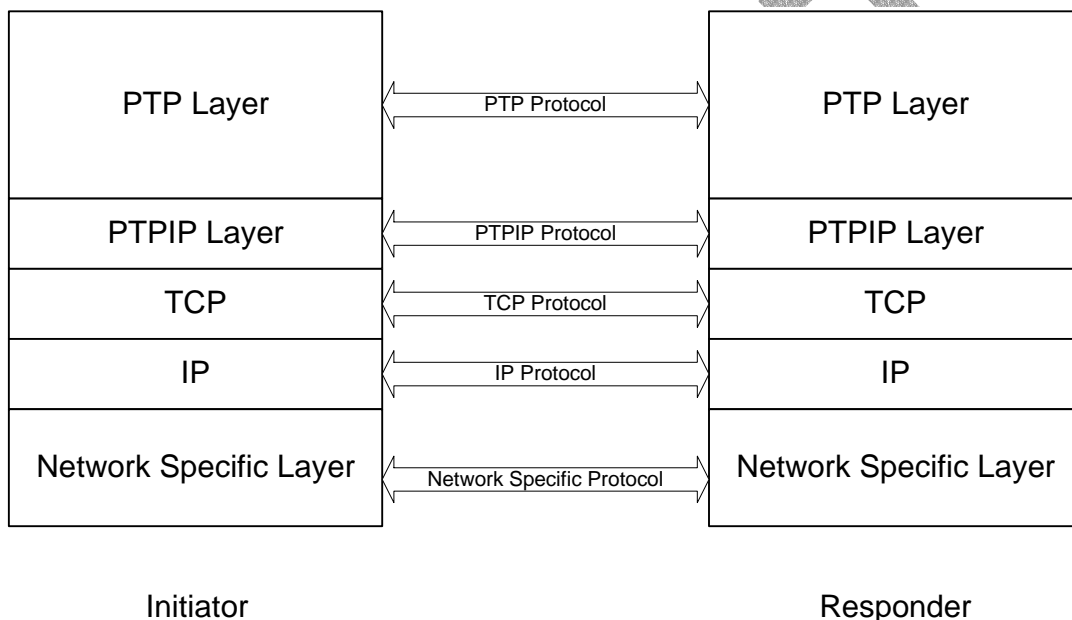 PTP Layer
PTP Protocol
PTP Layer
PTPIP Layer
PTPIP Protocol
PTPIP Layer
TCP
TCP Protocol
TCP
IP
IP Protocol
IP
Network Specific Layer
Network Specific Protocol
Network Specific Layer
Initiator
Responder